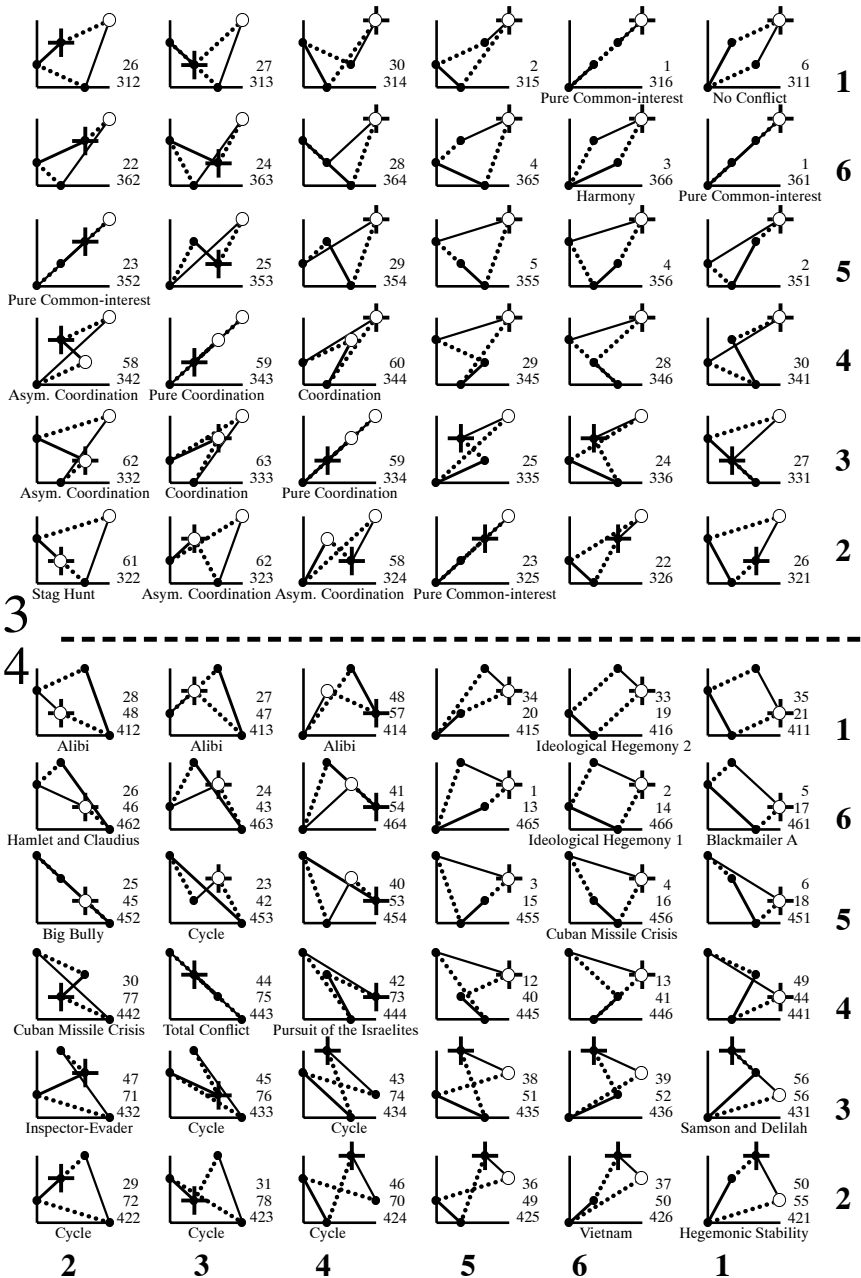 26 27 30 2 1 6
312 313 314 315 316 311 1
Pure Common-interest No Conflict
22 24 28 4 3 1
362 363 364 365 366 361 6
Harmony Pure Common-interest
23 25 29 5 4 2
352 353 354 355 356 351 5
Pure Common-interest
58 59 60 29 28 30
342 343 344 345 346 341 4
Asym. Coordination Pure Coordination Coordination
62 63 59 25 24 27
332 333 334 335 336 331 3
Asym. Coordination Coordination Pure Coordination
61 62 58 23 22 26
322 323 324 325 326 321 2
Stag Hunt Asym. Coordination Asym. Coordination Pure Common-interest
3
4
28 27 48 34 33 35
48 47 57 20 19 21
412 413 414 415 416 411 1
Alibi Alibi Alibi Ideological Hegemony 2
26 24 41 1 2 5
46 43 54 13 14 17
462 463 464 465 466 461 6
Hamlet and Claudius Ideological Hegemony 1 Blackmailer A
25 23 40 3 4 6
45 42 53 15 16 18
452 453 454 455 456 451 5
Big Bully Cycle Cuban Missile Crisis
30 44 42 12 13 49
77 75 73 40 41 44
442 443 444 445 446 441 4
Cuban Missile Crisis Total Conflict Pursuit of the Israelites
47 45 43 38 39 56
71 76 74 51 52 56
432 433 434 435 436 431 3
Inspector-Evader Cycle Cycle Samson and Delilah
29 31 46 36 37 50
72 78 70 49 50 55
422 423 424 425 426 421 2
Cycle Cycle Cycle Vietnam Hegemonic Stability
2 3 4 5 6 1